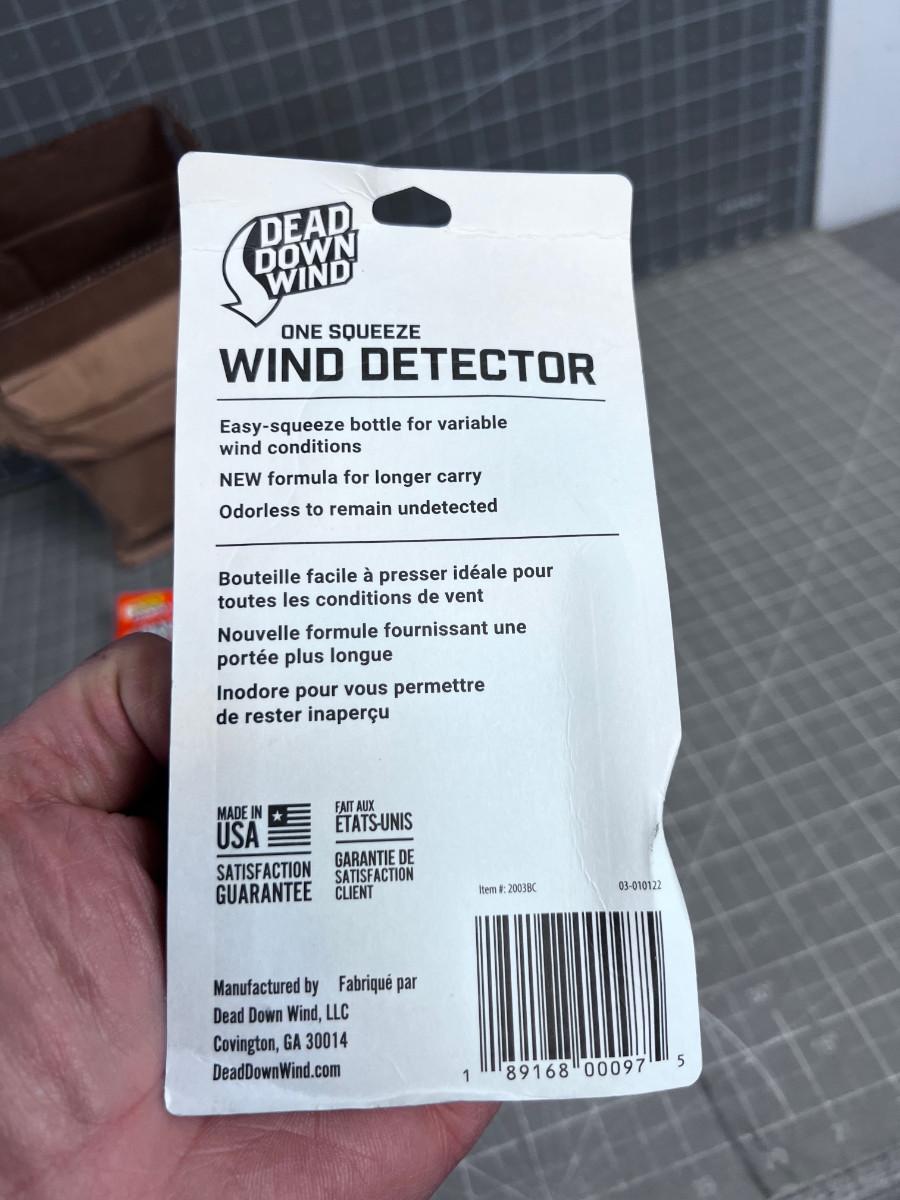 DEAD
DOWN
WIND
ONE SQUEEZE
WIND DETECTOR
Easy-squeeze bottle for variable
wind conditions
NEW formula for longer carry
Odorless to remain undetected
Bouteille facile à presser idéale pour
toutes les conditions de vent
Nouvelle formule fournissant une
portée plus longue
Inodore pour vous permettre
de rester inaperçu
MADE IN
USA
SATISFACTION
GUARANTEE
FAIT AUX
ÉTATS-UNIS
GARANTIE DE
SATISFACTION
CLIENT
Item #: 2003BC
03-010122
Manufactured by Fabriqué par
Dead Down Wind, LLC
Covington, GA 30014
DeadDownWind.com
1 89168 00097 5